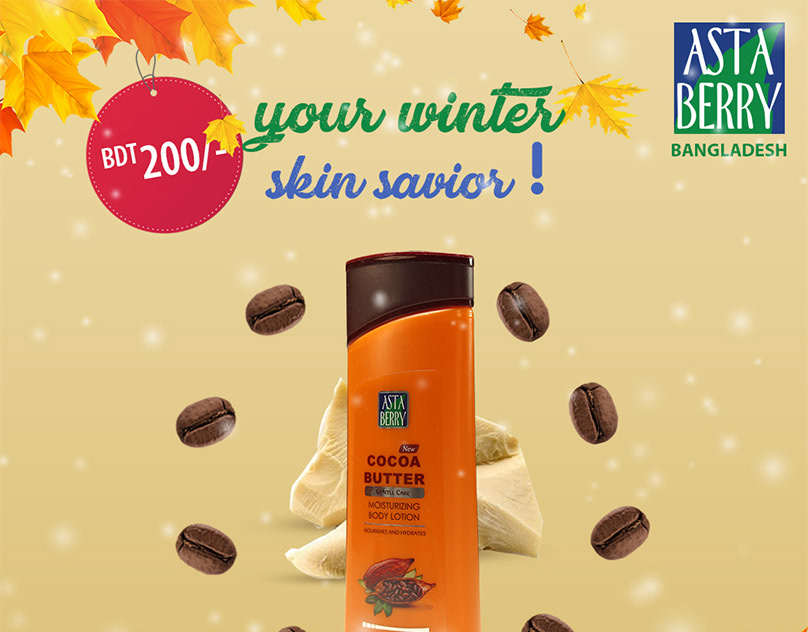 BDT 200/-
your winter
skin savior !
ASTA
BERRY
BANGLADESH
ASTA
BERRY
New
COCOA
BUTTER
GENTLE CARE
MOISTURIZING
BODY LOTION
NOURISHES AND HYDRATES